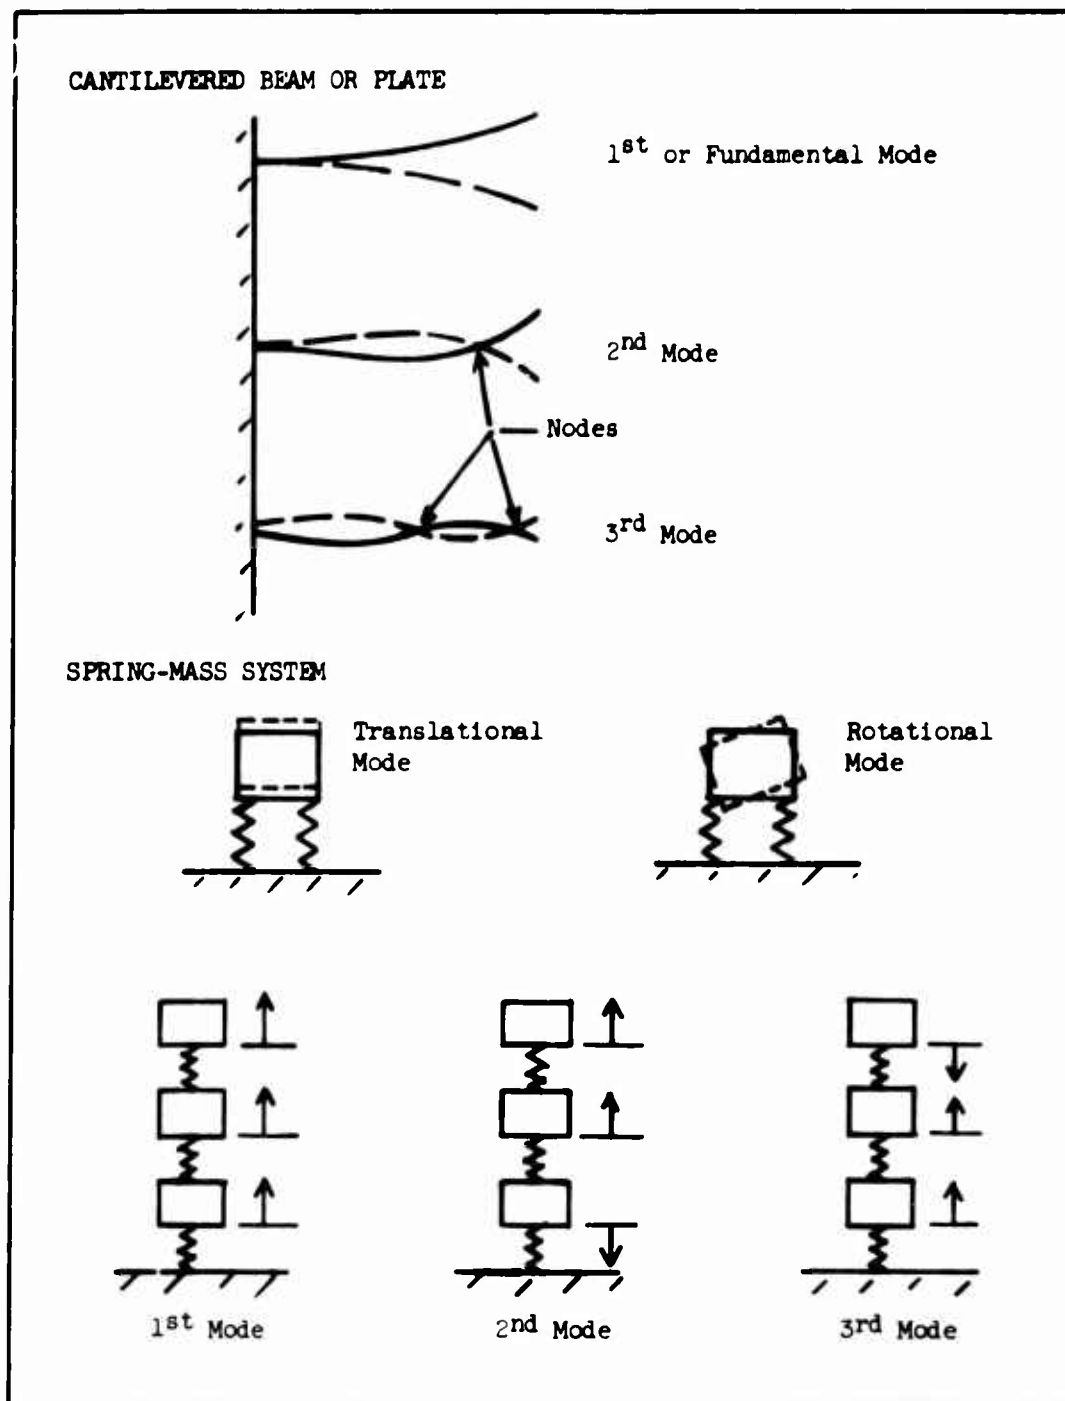 CANTILEVERED BEAM OR PLATE
1st or Fundamental Mode
2nd Mode
Nodes
3rd Mode
SPRING-MASS SYSTEM
Translational
Mode
Rotational
Mode
1st Mode
2nd Mode
3rd Mode